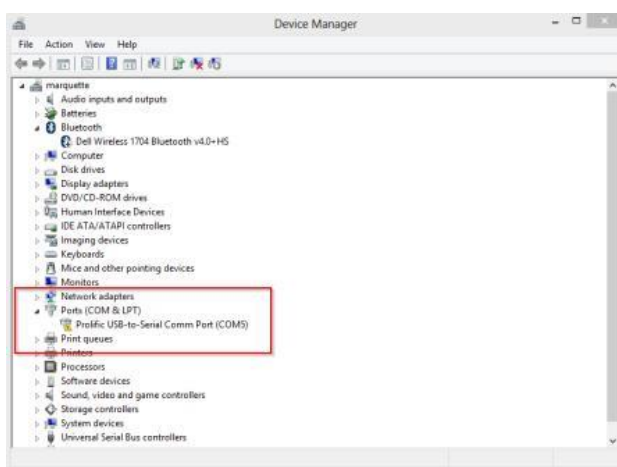 Device Manager
File Action View Help
marquette
Audio inputs and outputs
Batteries
Bluetooth
Dell Wireless 1704 Bluetooth v4.0+HS
Computer
Disk drives
Display adapters
DVD/CD-ROM drives
Human Interface Devices
IDE ATA/ATAPI controllers
Imaging devices
Keyboards
Mice and other pointing devices
Monitors
Network adapters
Ports (COM & LPT)
Prolific USB-to-Serial Comm Port (COM5)
Print queues
Printers
Processors
Software devices
Sound, video and game controllers
Storage controllers
System devices
Universal Serial Bus controllers